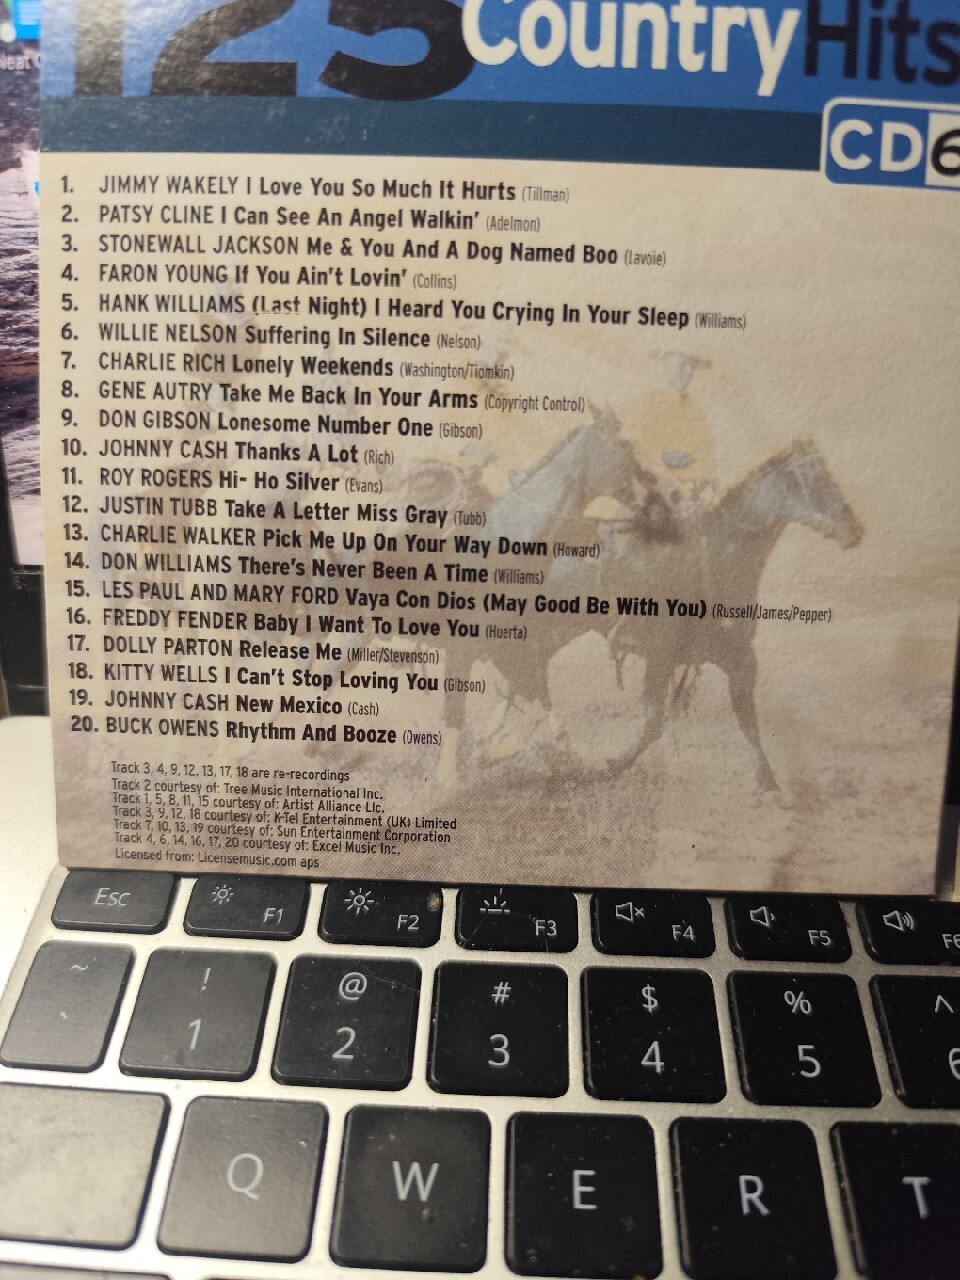 125 Country Hits
CD 6
1. JIMMY WAKELY I Love You So Much It Hurts (Tillman)
2. PATSY CLINE I Can See An Angel Walkin' (Adelmon)
3. STONEWALL JACKSON Me & You And A Dog Named Boo (Lavoie)
4. FARON YOUNG If You Ain't Lovin' (Collins)
5. HANK WILLIAMS (Last Night) I Heard You Crying In Your Sleep (Williams)
6. WILLIE NELSON Suffering In Silence (Nelson)
7. CHARLIE RICH Lonely Weekends (Washington/Tiomkin)
8. GENE AUTRY Take Me Back In Your Arms (Copyright Control)
9. DON GIBSON Lonesome Number One (Gibson)
10. JOHNNY CASH Thanks A Lot (Rich)
11. ROY ROGERS Hi- Ho Silver (Evans)
12. JUSTIN TUBB Take A Letter Miss Gray (Tubb)
13. CHARLIE WALKER Pick Me Up On Your Way Down (Howard)
14. DON WILLIAMS There's Never Been A Time (Williams)
15. LES PAUL AND MARY FORD Vaya Con Dios (May Good Be With You) (Russell/James/Pepper)
16. FREDDY FENDER Baby I Want To Love You (Huerta)
17. DOLLY PARTON Release Me (Miller/Stevenson)
18. KITTY WELLS I Can't Stop Loving You (Gibson)
19. JOHNNY CASH New Mexico (Cash)
20. BUCK OWENS Rhythm And Booze (Owens)
Track 3, 4, 9, 12, 13, 17, 18 are re-recordings
Track 2 courtesy of: Tree Music International Inc.
Track 1, 5, 8, 11, 15 courtesy of: Artist Alliance Llc.
Track 3, 9, 12, 18 courtesy of: K-Tel Entertainment (UK) Limited
Track 7, 10, 13, 19 courtesy of: Sun Entertainment Corporation
Track 4, 6, 14, 16, 17, 20 courtesy of: Excel Music Inc.
Licensed from: Licensemusic.com aps
Esc F1 F2 F3 F4 F5 F6
~ ! @ # $ % ^
` 1 2 3 4 5 6
Q W E R T